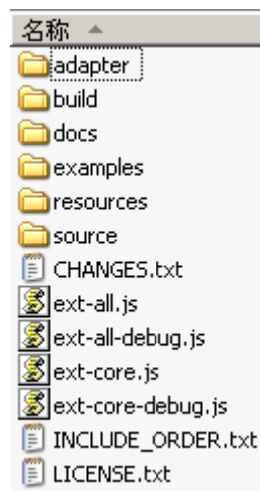 名称
adapter
build
docs
examples
resources
source
CHANGES.txt
ext-all.js
ext-all-debug.js
ext-core.js
ext-core-debug.js
INCLUDE_ORDER.txt
LICENSE.txt